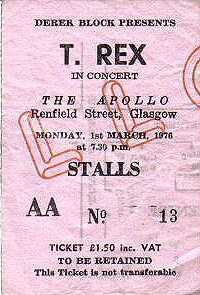 DEREK BLOCK PRESENTS
T. REX
IN CONCERT
THE APOLLO
Renfield Street, Glasgow
MONDAY, 1st MARCH, 1976
at 7.30 p.m.
STALLS
AA No 13
TICKET £1.50 inc. VAT
TO BE RETAINED
This Ticket is not transferable